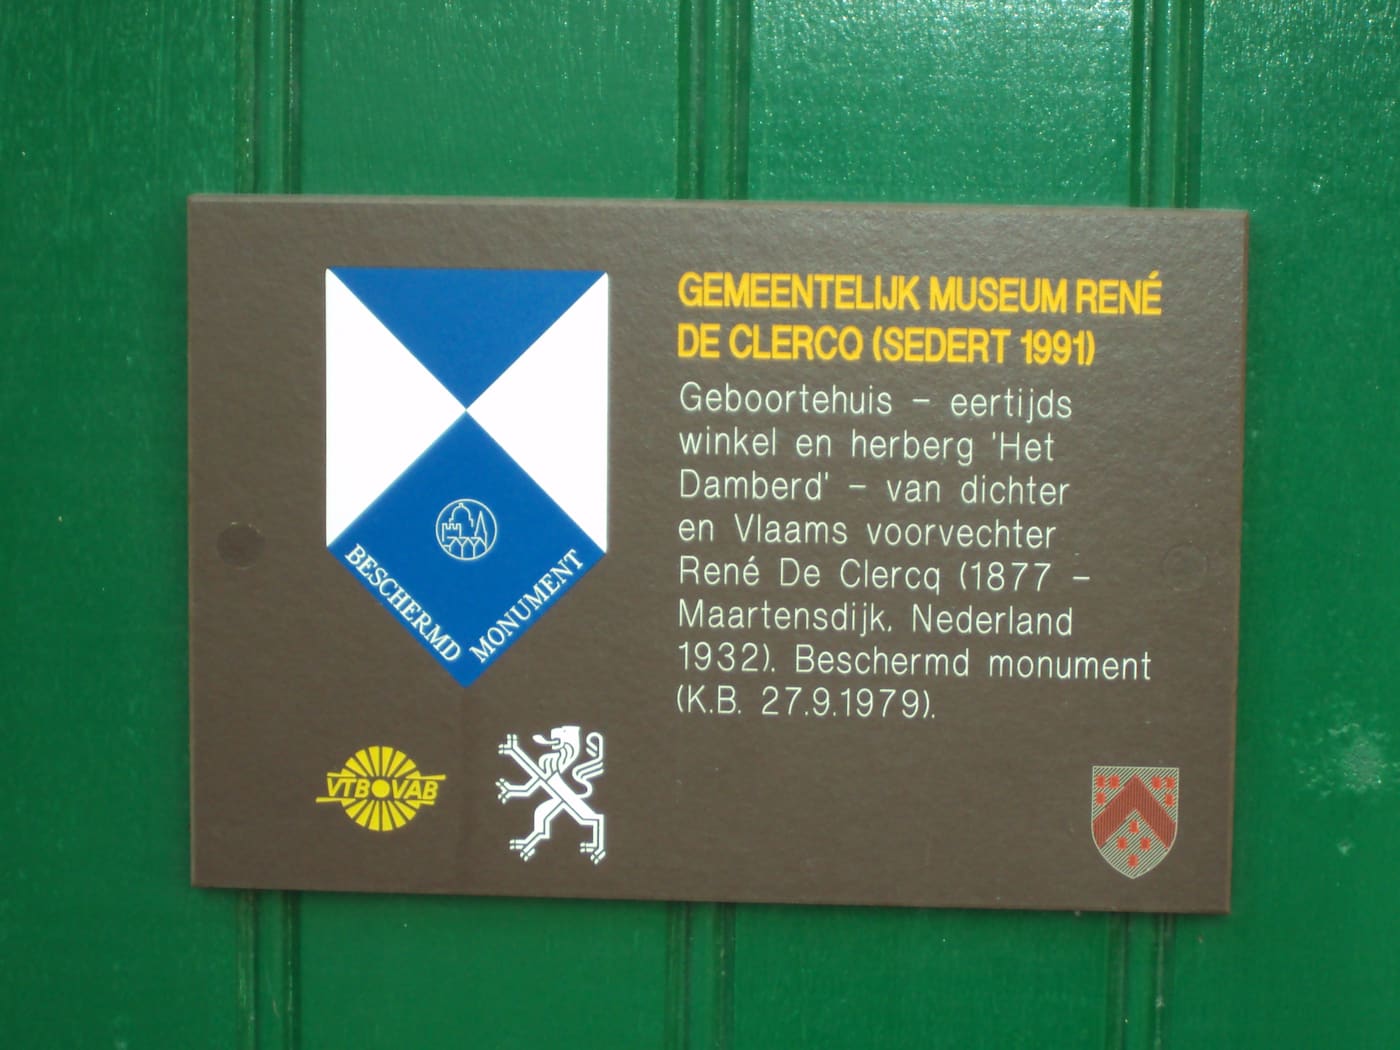 GEMEENTELIJK MUSEUM RENÉ
DE CLERCQ (SEDERT 1991)
Geboortehuis – eertijds
winkel en herberg 'Het
Damberd' – van dichter
en Vlaams voorvechter
René De Clercq (1877 –
Maartensdijk. Nederland
1932). Beschermd monument
(K.B. 27.9.1979).
BESCHERMD MONUMENT
VTB VAB